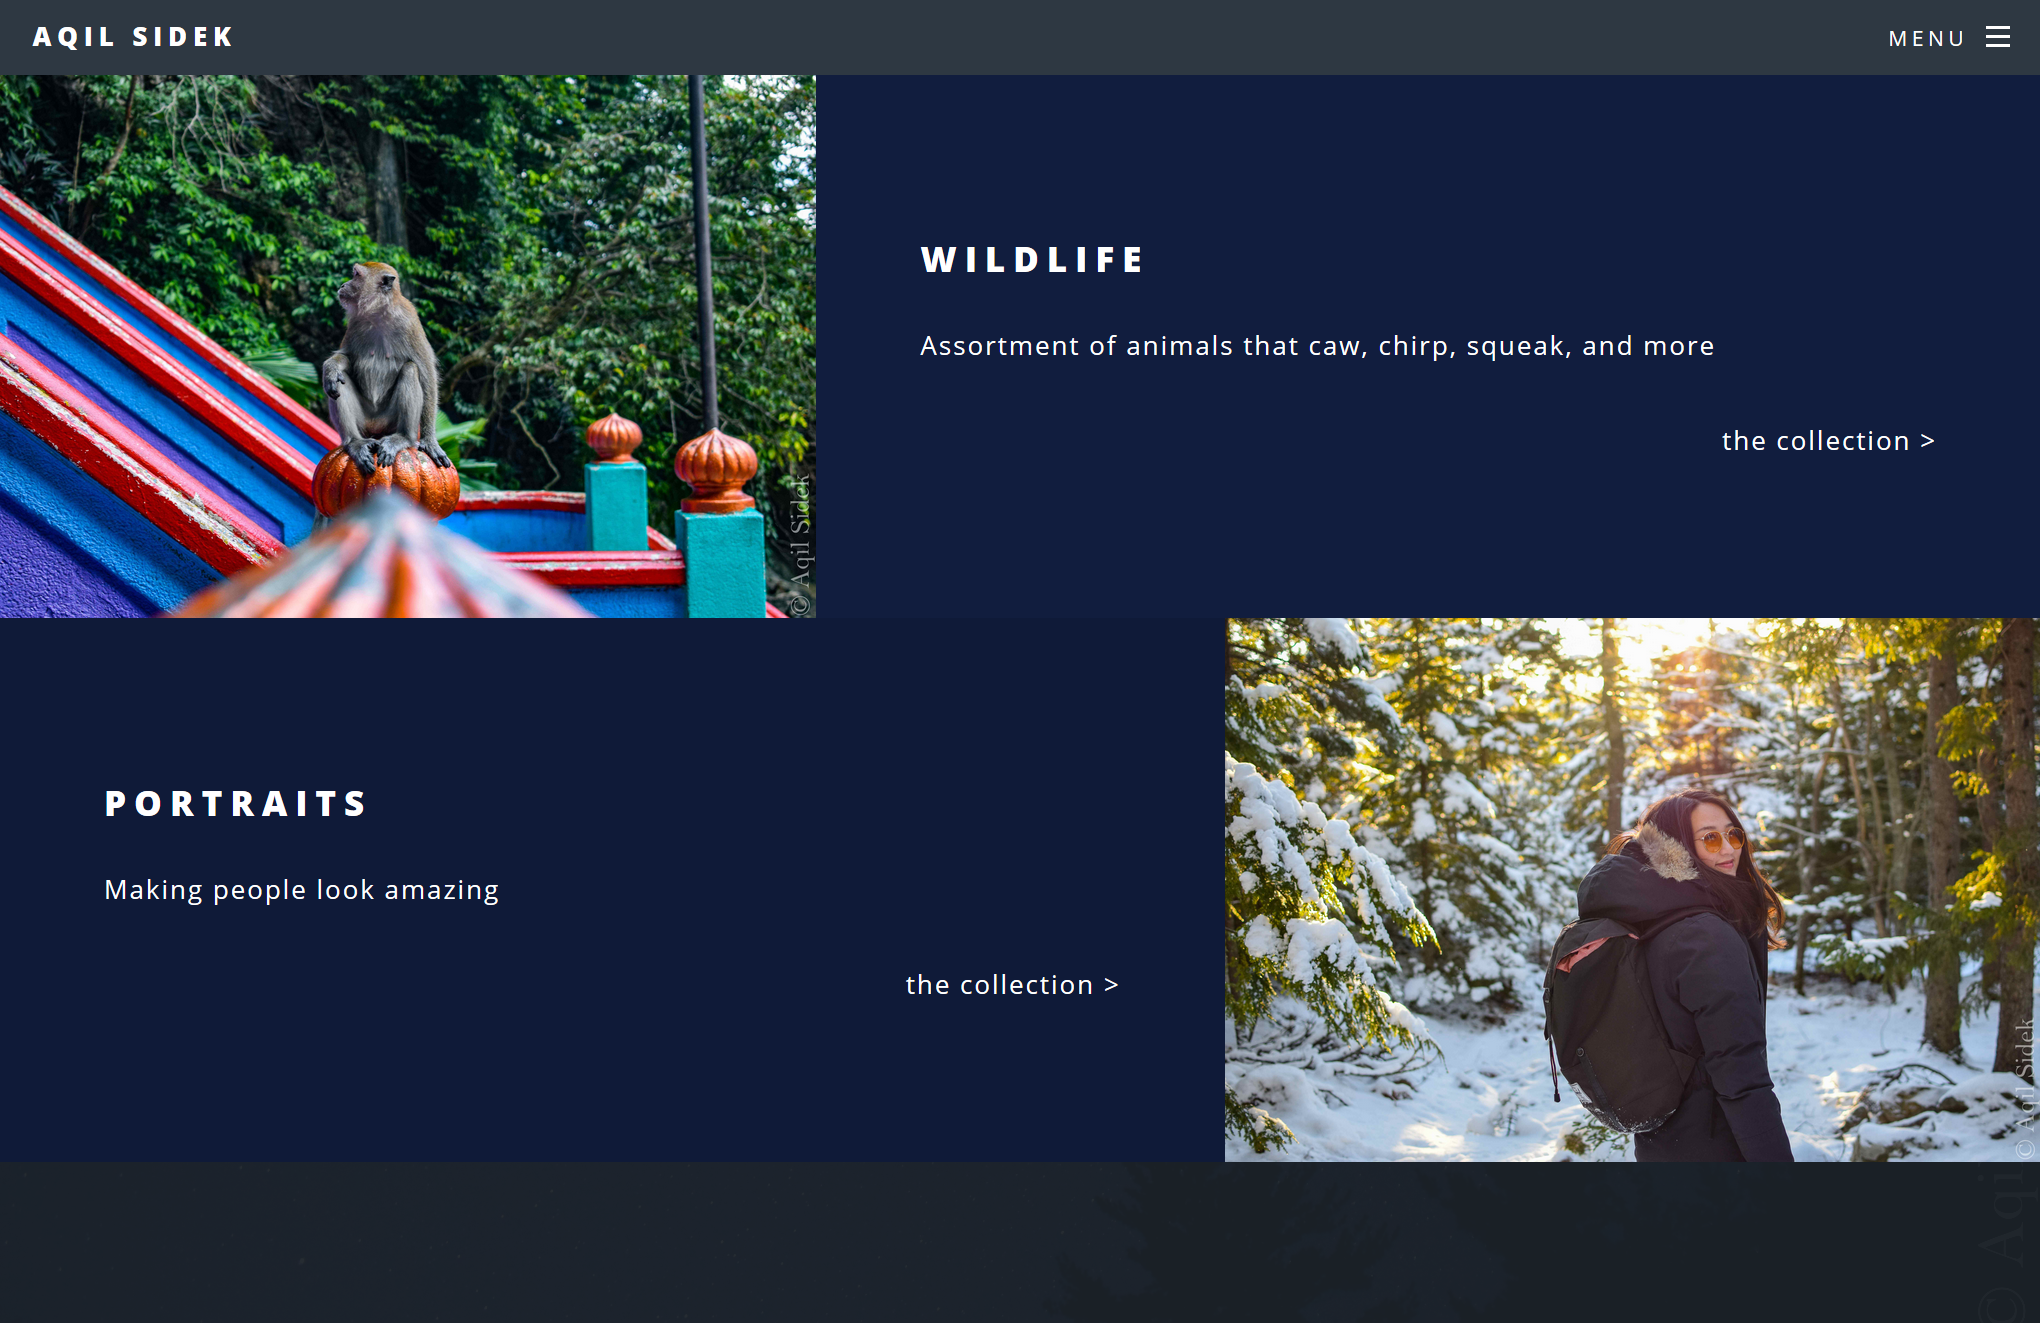 AQIL SIDEK
MENU
WILDLIFE
Assortment of animals that caw, chirp, squeak, and more
the collection >
© Aqil Sidek
PORTRAITS
Making people look amazing
the collection >
© Aqil Sidek
© Aqil